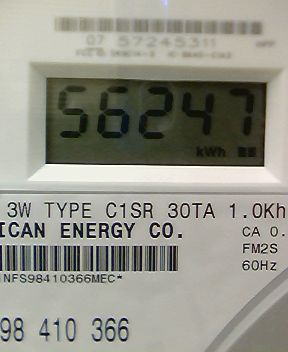 07 57245311
56247
kWh
3W TYPE C1SR 30TA 1.0Kh
ICAN ENERGY CO.
CA 0.
FM2S
60Hz
NFS98410366MEC*
98 410 366